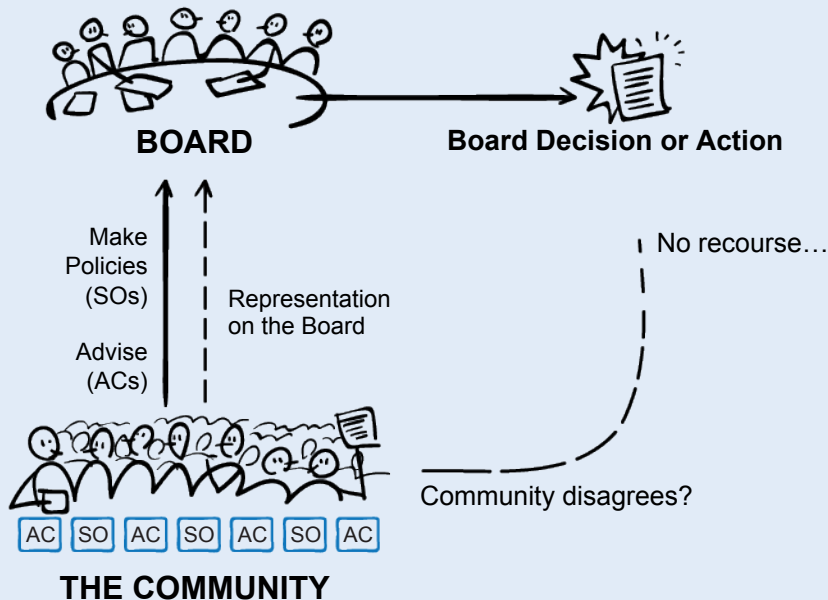 BOARD
Board Decision or Action
Make
Policies
(SOs)
Advise
(ACs)
Representation
on the Board
No recourse…
Community disagrees?
AC SO AC SO AC SO AC
THE COMMUNITY